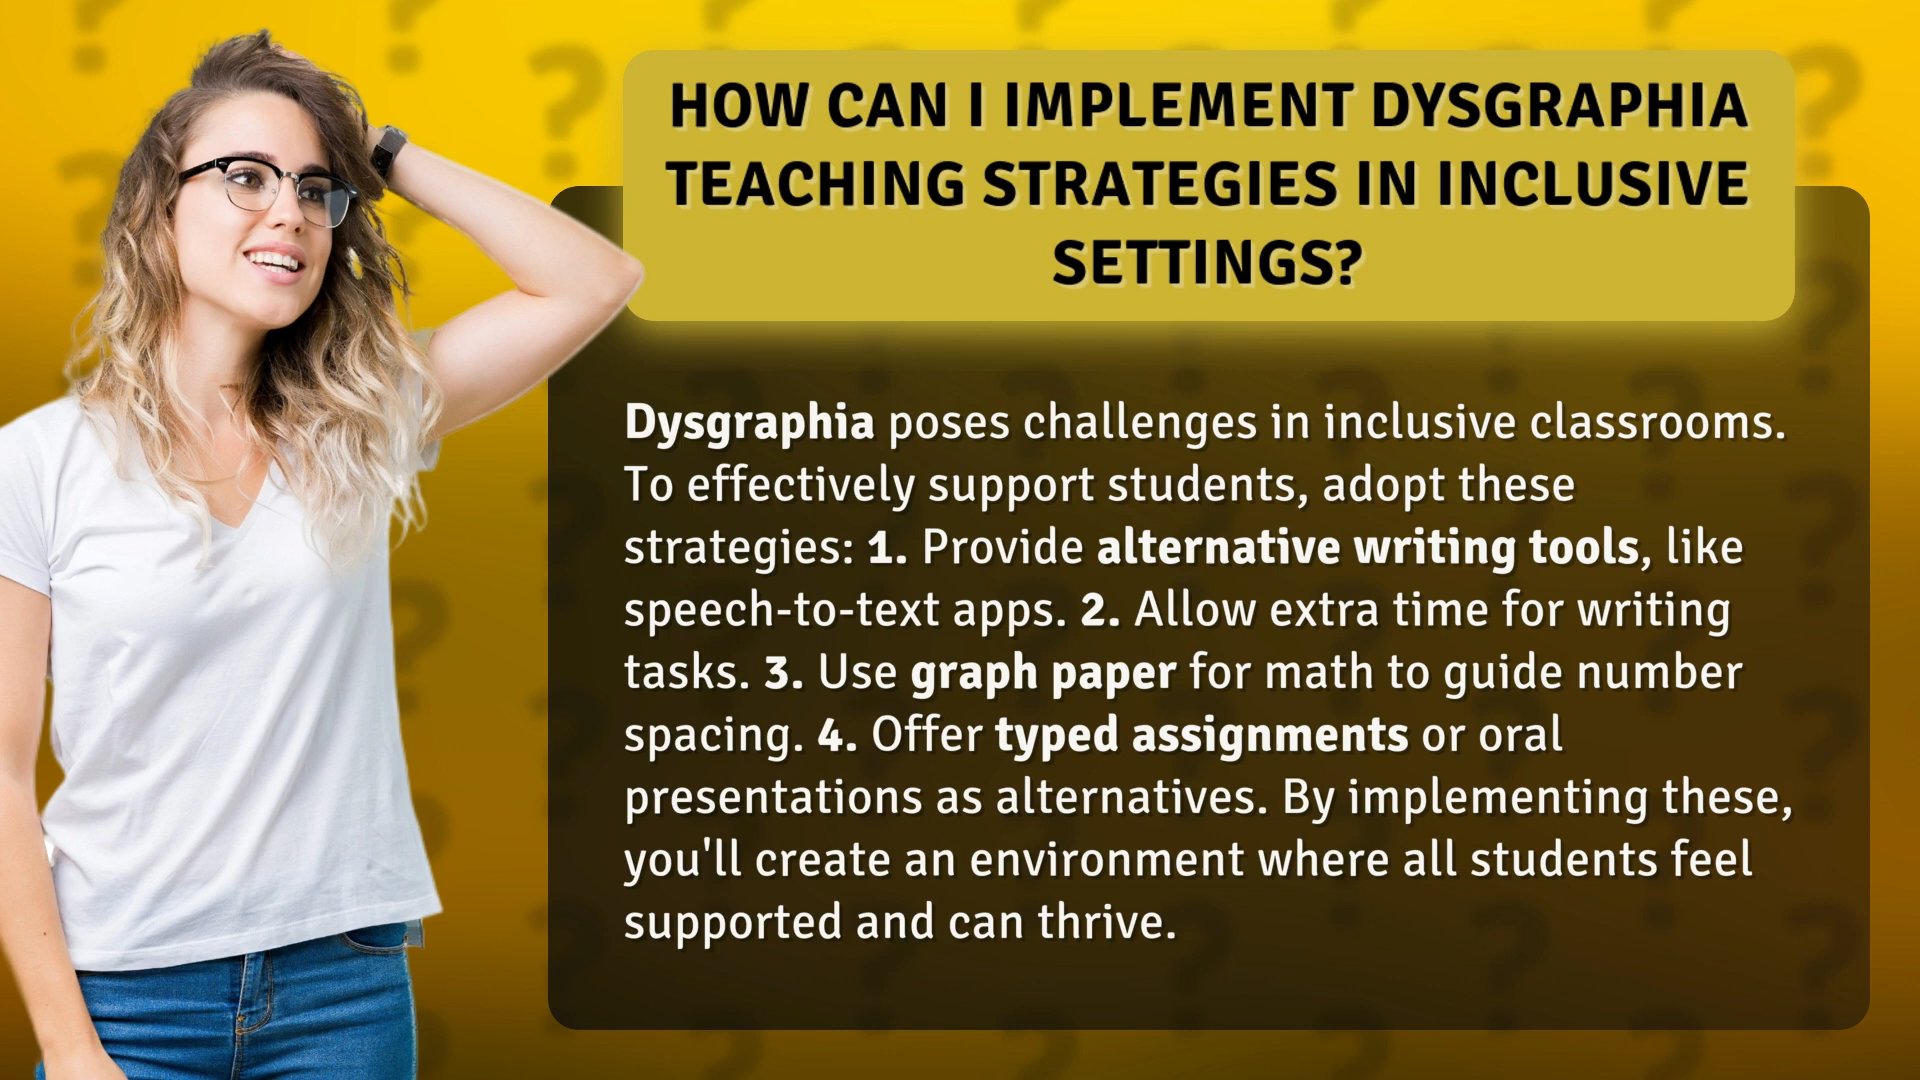 HOW CAN I IMPLEMENT DYSGRAPHIA
TEACHING STRATEGIES IN INCLUSIVE
SETTINGS?
Dysgraphia poses challenges in inclusive classrooms.
To effectively support students, adopt these
strategies: 1. Provide alternative writing tools, like
speech-to-text apps. 2. Allow extra time for writing
tasks. 3. Use graph paper for math to guide number
spacing. 4. Offer typed assignments or oral
presentations as alternatives. By implementing these,
you'll create an environment where all students feel
supported and can thrive.